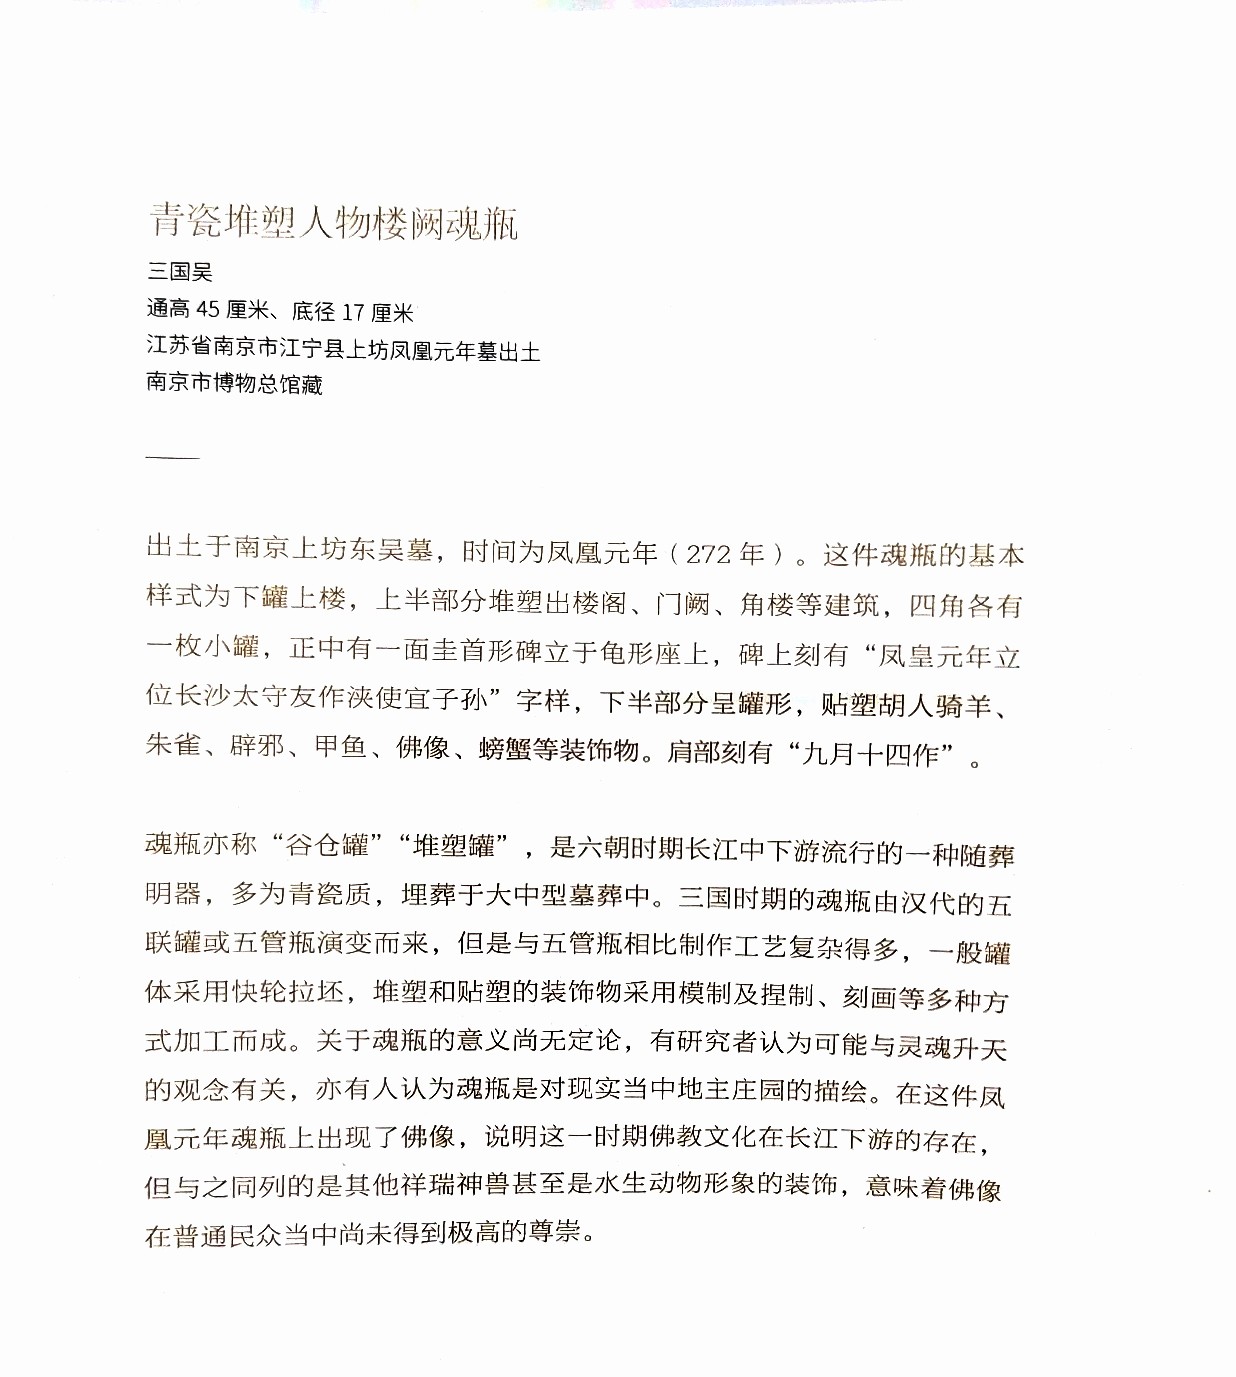 青瓷堆塑人物楼阙魂瓶
三国吴
通高 45 厘米、底径 17 厘米
江苏省南京市江宁县上坊凤凰元年墓出土
南京市博物总馆藏
出土于南京上坊东吴墓，时间为凤凰元年（272 年）。这件魂瓶的基本
样式为下罐上楼，上半部分堆塑出楼阁、门阙、角楼等建筑，四角各有
一枚小罐，正中有一面圭首形碑立于龟形座上，碑上刻有“凤皇元年立
位长沙太守友作浃使宜子孙”字样，下半部分呈罐形，贴塑胡人骑羊、
朱雀、辟邪、甲鱼、佛像、螃蟹等装饰物。肩部刻有“九月十四作”。
魂瓶亦称“谷仓罐”“堆塑罐”，是六朝时期长江中下游流行的一种随葬
明器，多为青瓷质，埋葬于大中型墓葬中。三国时期的魂瓶由汉代的五
联罐或五管瓶演变而来，但是与五管瓶相比制作工艺复杂得多，一般罐
体采用快轮拉坯，堆塑和贴塑的装饰物采用模制及捏制、刻画等多种方
式加工而成。关于魂瓶的意义尚无定论，有研究者认为可能与灵魂升天
的观念有关，亦有人认为魂瓶是对现实当中地主庄园的描绘。在这件凤
凰元年魂瓶上出现了佛像，说明这一时期佛教文化在长江下游的存在，
但与之同列的是其他祥瑞神兽甚至是水生动物形象的装饰，意味着佛像
在普通民众当中尚未得到极高的尊崇。